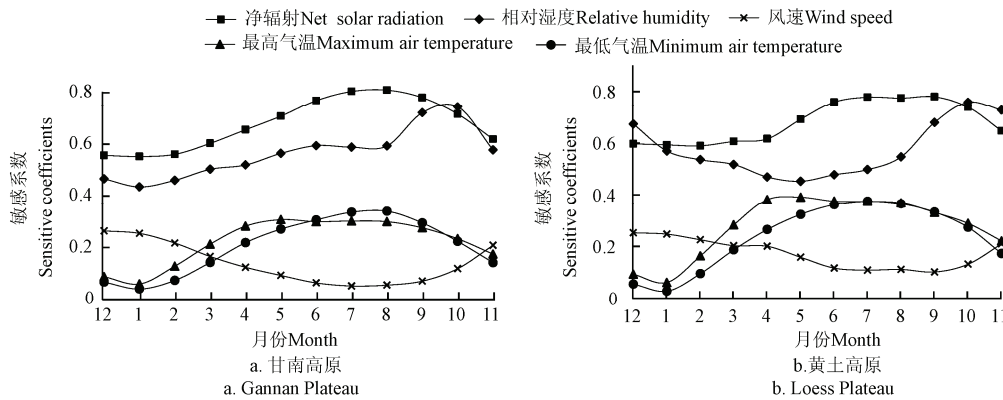 净辐射Net solar radiation 相对湿度Relative humidity 风速Wind speed
最高气温Maximum air temperature 最低气温Minimum air temperature
敏感系数
Sensitive coefficients
0.8
0.6
0.4
0.2
0
12 1 2 3 4 5 6 7 8 9 10 11
月份Month
a. 甘南高原
a. Gannan Plateau
敏感系数
Sensitive coefficients
0.8
0.6
0.4
0.2
0
12 1 2 3 4 5 6 7 8 9 10 11
月份Month
b.黄土高原
b. Loess Plateau